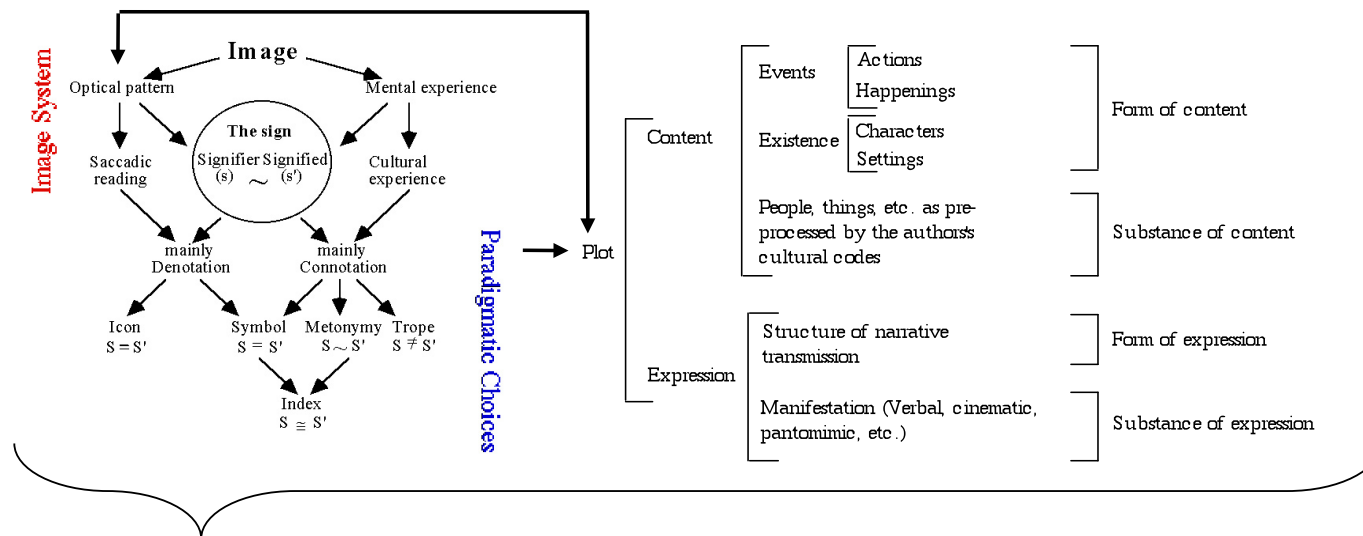 Image System
Image
Optical pattern
Mental experience
The sign
Signifier Signified
(s) ~ (s')
Saccadic
reading
Cultural
experience
mainly
Denotation
mainly
Connotation
Icon
S = S'
Symbol
S = S'
Metonymy
S ~ S'
Trope
S ≠ S'
Index
S ≅ S'
Paradigmatic Choices
Plot
Content
Events
Actions
Happenings
Existence
Characters
Settings
Form of content
People, things, etc. as pre-
processed by the authors's
cultural codes
Substance of content
Expression
Structure of narrative
transmission
Form of expression
Manifestation (Verbal, cinematic,
pantomimic, etc.)
Substance of expression